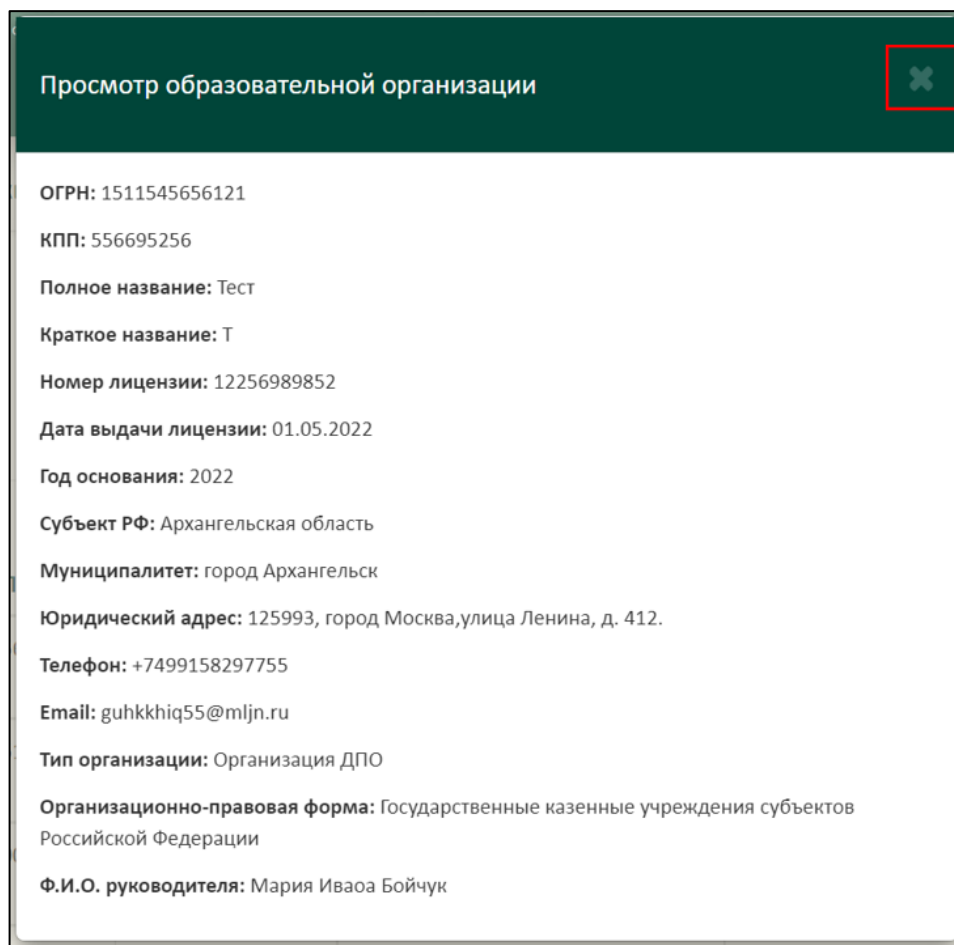 Просмотр образовательной организации
ОГРН: 1511545656121
КПП: 556695256
Полное название: Тест
Краткое название: Т
Номер лицензии: 12256989852
Дата выдачи лицензии: 01.05.2022
Год основания: 2022
Субъект РФ: Архангельская область
Муниципалитет: город Архангельск
Юридический адрес: 125993, город Москва,улица Ленина, д. 412.
Телефон: +7499158297755
Email: guhkkhiq55@mljn.ru
Тип организации: Организация ДПО
Организационно-правовая форма: Государственные казенные учреждения субъектов
Российской Федерации
Ф.И.О. руководителя: Мария Иваоа Бойчук